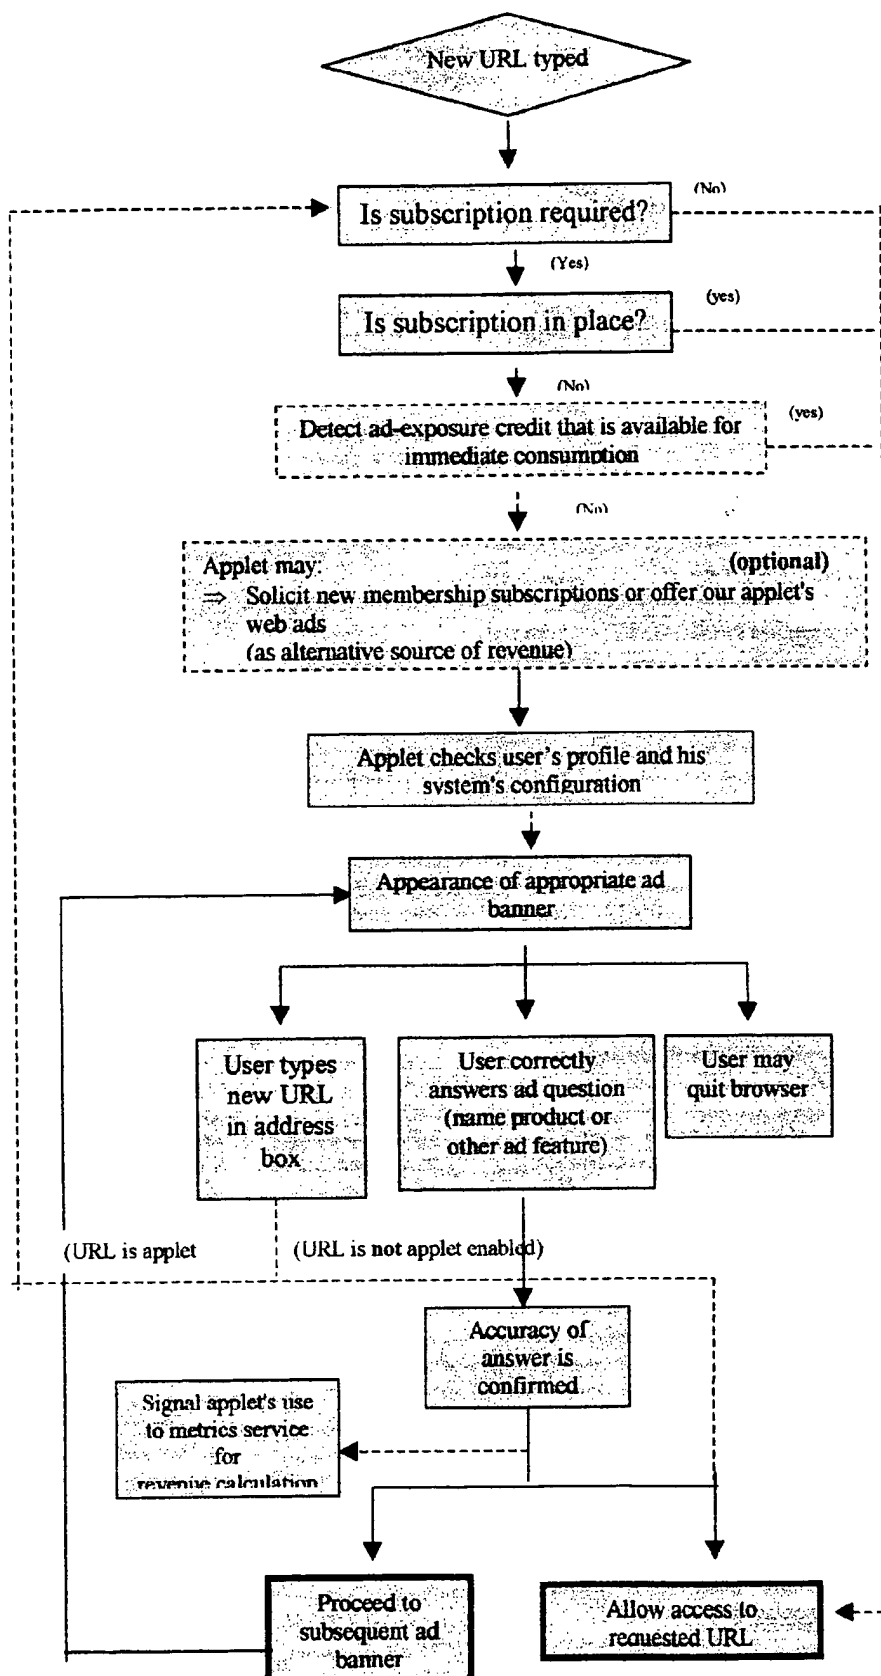 New URL typed
(No)
Is subscription required?
(Yes)
(yes)
Is subscription in place?
(No)
(yes)
Detect ad-exposure credit that is available for
immediate consumption
(No)
Applet may:
(optional)
⇒ Solicit new membership subscriptions or offer our applet's
web ads
(as alternative source of revenue)
Applet checks user's profile and his
system's configuration
Appearance of appropriate ad
banner
User types
new URL
in address
box
User correctly
answers ad question
(name product or
other ad feature)
User may
quit browser
(URL is applet
(URL is not applet enabled)
Accuracy of
answer is
confirmed
Signal applet's use
to metrics service
for
revenue calculation
Proceed to
subsequent ad
banner
Allow access to
requested URL